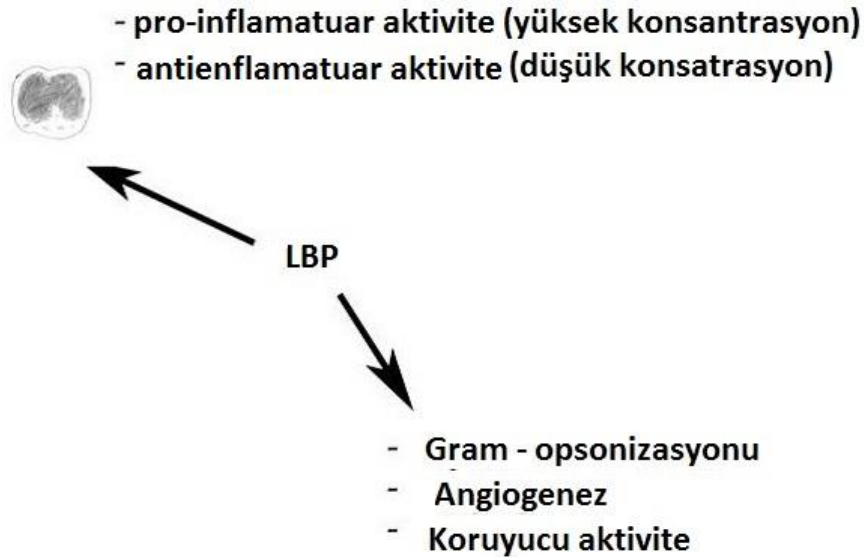 - pro-inflamatuar aktivite (yüksek konsantrasyon)
- antienflamatuar aktivite (düşük konsatrasyon)
LBP
- Gram - opsonizasyonu
- Angiogenez
- Koruyucu aktivite